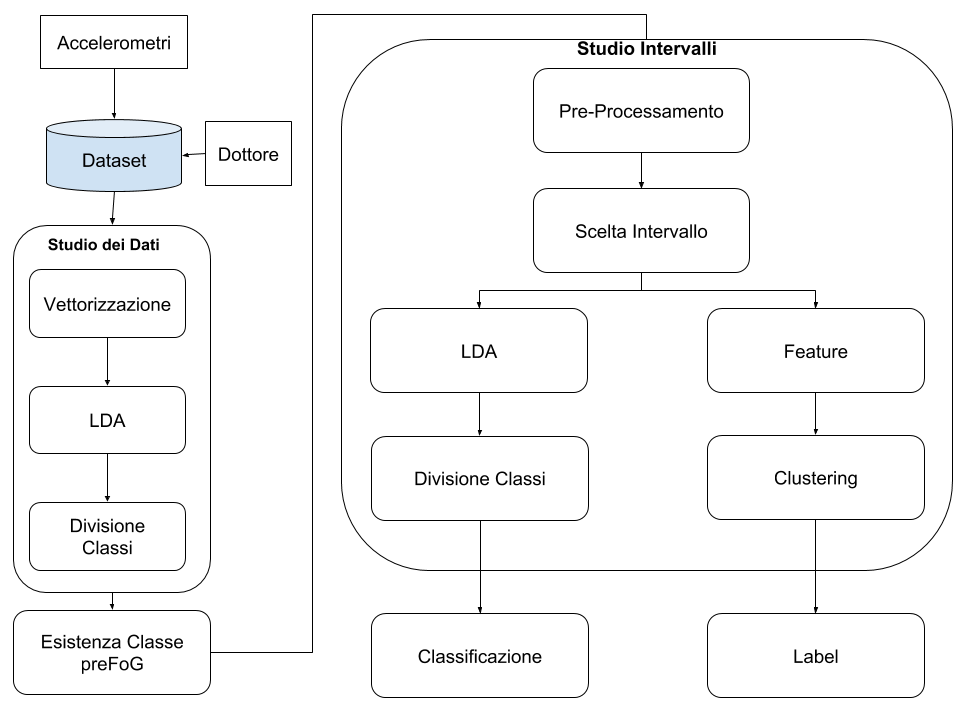 Accelerometri
Dataset
Dottore
Studio dei Dati
Vettorizzazione
LDA
Divisione
Classi
Esistenza Classe
preFoG
Studio Intervalli
Pre-Processamento
Scelta Intervallo
LDA
Feature
Divisione Classi
Clustering
Classificazione
Label